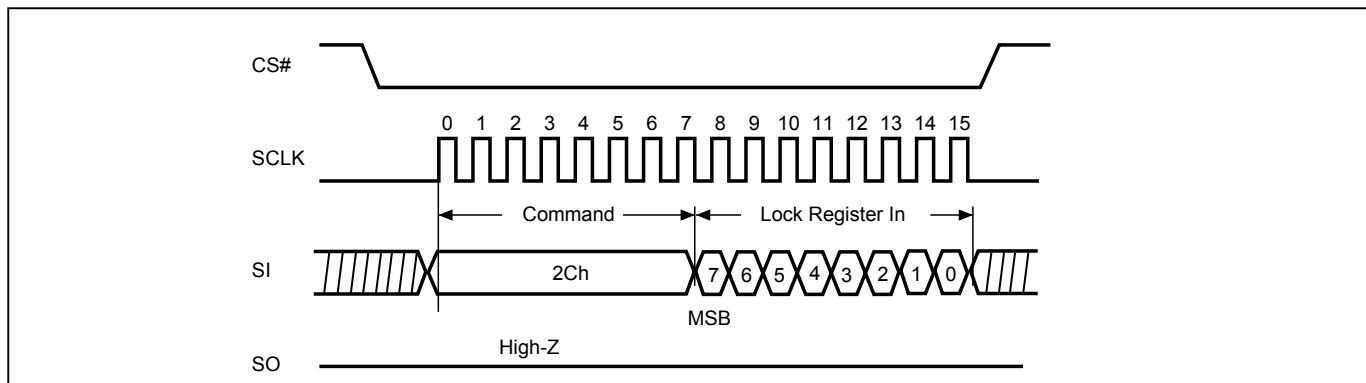 CS#
0 1 2 3 4 5 6 7 8 9 10 11 12 13 14 15
SCLK
Command Lock Register In
SI 2Ch 7 6 5 4 3 2 1 0
MSB
High-Z
SO